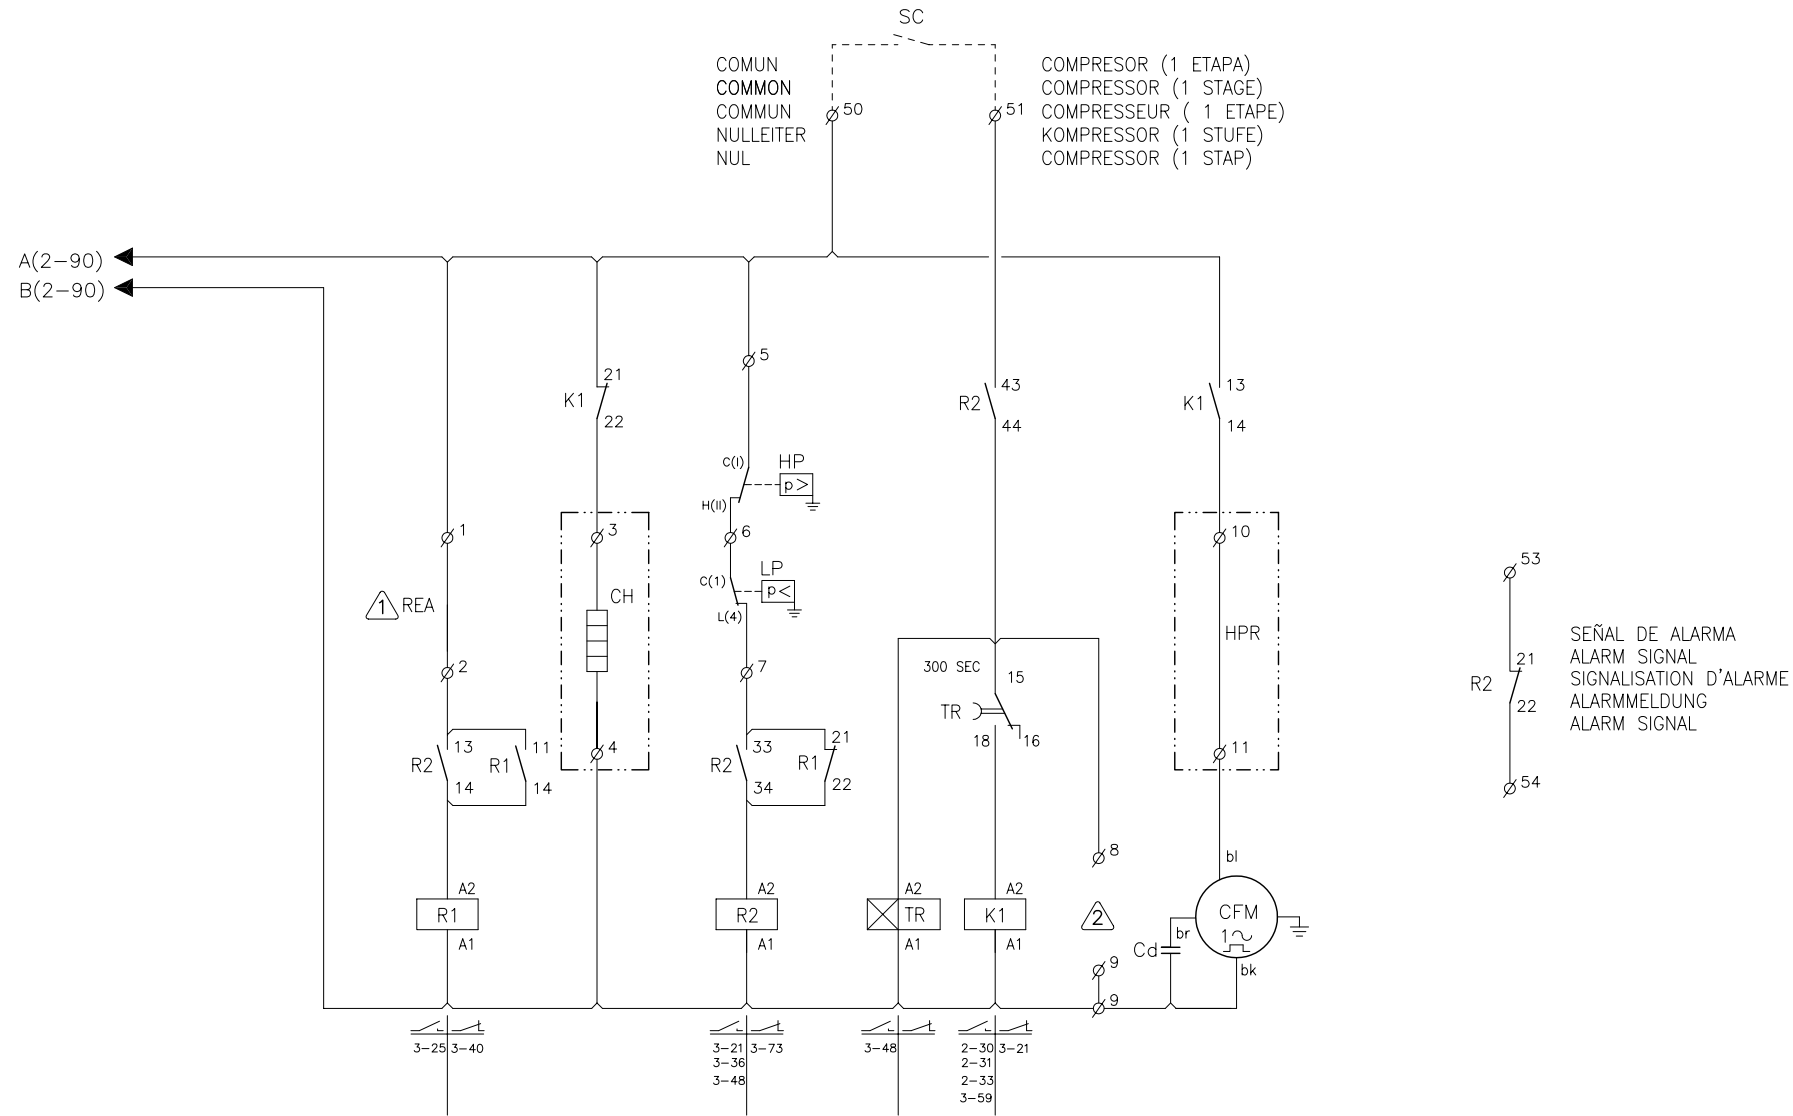 SC
COMUN
COMMON
COMMUN
NULLEITER
NUL
50
51
COMPRESOR (1 ETAPA)
COMPRESSOR (1 STAGE)
COMPRESSEUR ( 1 ETAPE)
KOMPRESSOR (1 STUFE)
COMPRESSOR (1 STAP)
A(2-90)
B(2-90)
5
21
K1
22
R2
43
44
K1
13
14
C(I)
HP
p>
H(II)
1
3
6
10
53
C(1)
LP
p<
L(4)
1
REA
CH
HPR
2
7
300 SEC
15
TR
18
16
SEÑAL DE ALARMA
ALARM SIGNAL
SIGNALISATION D'ALARME
ALARMMELDUNG
ALARM SIGNAL
21
R2
22
13
11
R2
R1
14
14
4
33
21
R2
R1
34
22
11
54
8
bl
A2
R1
A1
A2
R2
A1
A2
TR
A1
A2
K1
A1
2
CFM
1~
br
Cd
bk
9
9
3-25
3-40
3-21
3-73
3-36
3-48
3-48
2-30
3-21
2-31
2-33
3-59